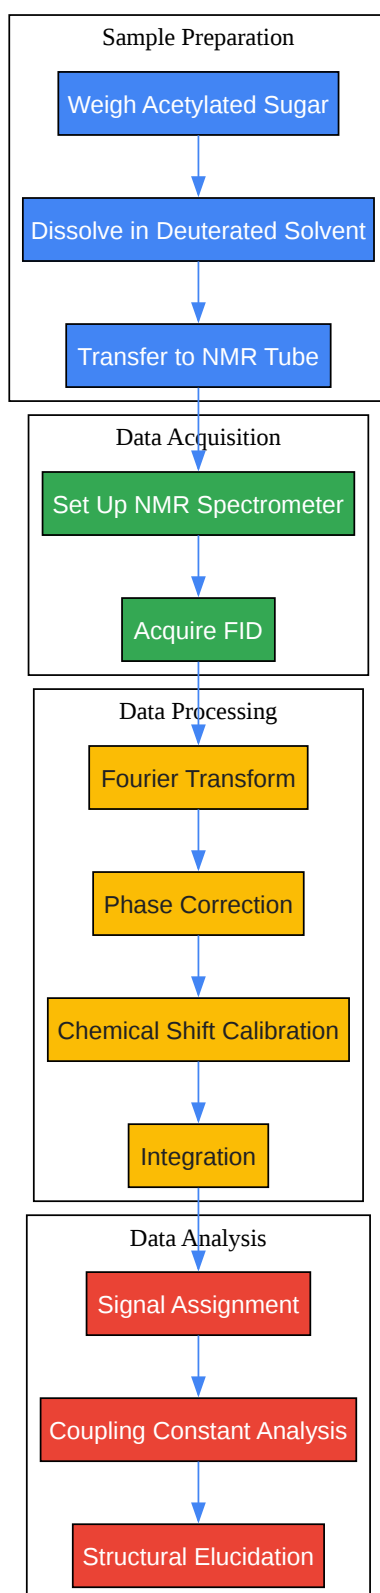 Sample Preparation
Weigh Acetylated Sugar
Dissolve in Deuterated Solvent
Transfer to NMR Tube
Data Acquisition
Set Up NMR Spectrometer
Acquire FID
Data Processing
Fourier Transform
Phase Correction
Chemical Shift Calibration
Integration
Data Analysis
Signal Assignment
Coupling Constant Analysis
Structural Elucidation